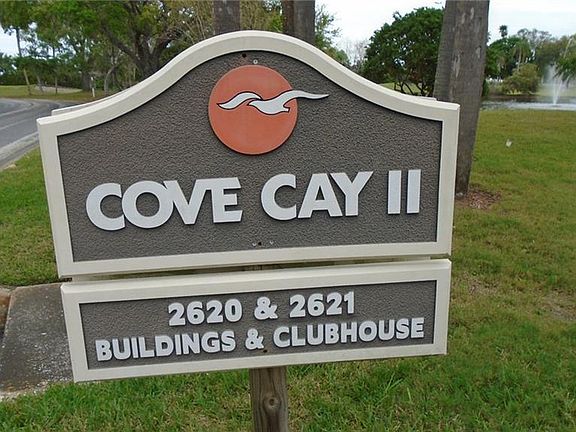 COVE CAY II
2620 & 2621
BUILDINGS & CLUBHOUSE